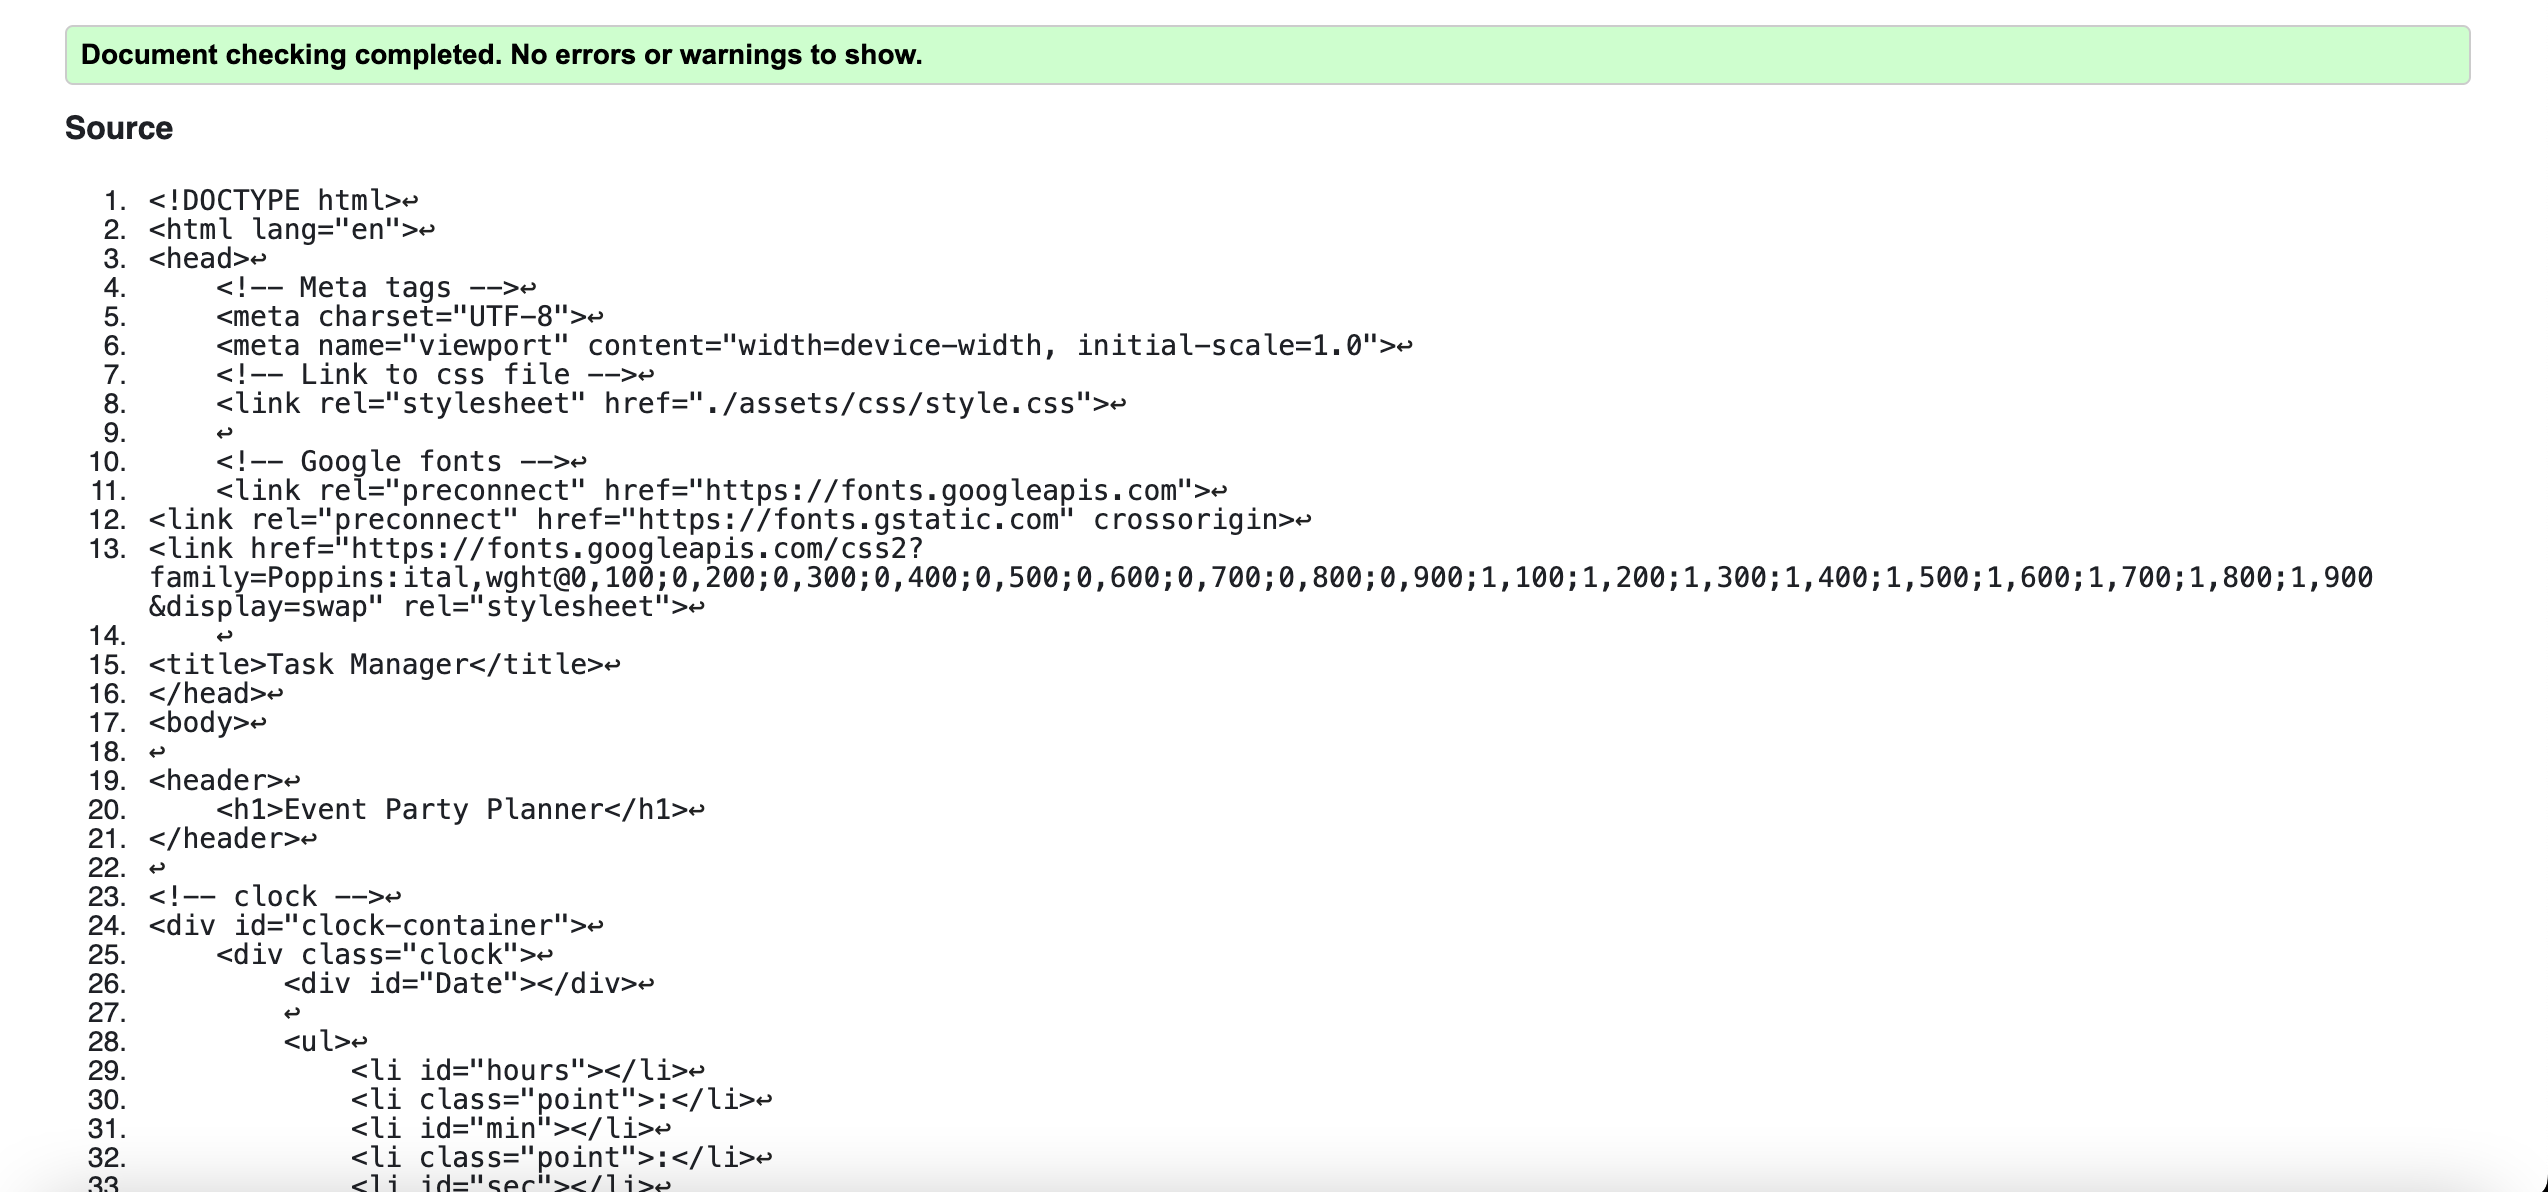 Document checking completed. No errors or warnings to show.
Source
1. <!DOCTYPE html>↩
2. <html lang="en">↩
3. <head>↩
4.     <!-- Meta tags -->↩
5.     <meta charset="UTF-8">↩
6.     <meta name="viewport" content="width=device-width, initial-scale=1.0">↩
7.     <!-- Link to css file -->↩
8.     <link rel="stylesheet" href="./assets/css/style.css">↩
9.     ↩
10.     <!-- Google fonts -->↩
11.     <link rel="preconnect" href="https://fonts.googleapis.com">↩
12. <link rel="preconnect" href="https://fonts.gstatic.com" crossorigin>↩
13. <link href="https://fonts.googleapis.com/css2?
family=Poppins:ital,wght@0,100;0,200;0,300;0,400;0,500;0,600;0,700;0,800;0,900;1,100;1,200;1,300;1,400;1,500;1,600;1,700;1,800;1,900
&display=swap" rel="stylesheet">↩
14.     ↩
15. <title>Task Manager</title>↩
16. </head>↩
17. <body>↩
18. ↩
19. <header>↩
20.     <h1>Event Party Planner</h1>↩
21. </header>↩
22. ↩
23. <!-- clock -->↩
24. <div id="clock-container">↩
25.     <div class="clock">↩
26.         <div id="Date"></div>↩
27.         ↩
28.         <ul>↩
29.             <li id="hours"></li>↩
30.             <li class="point">:</li>↩
31.             <li id="min"></li>↩
32.             <li class="point">:</li>↩
33             <li id="sec"></li>↩